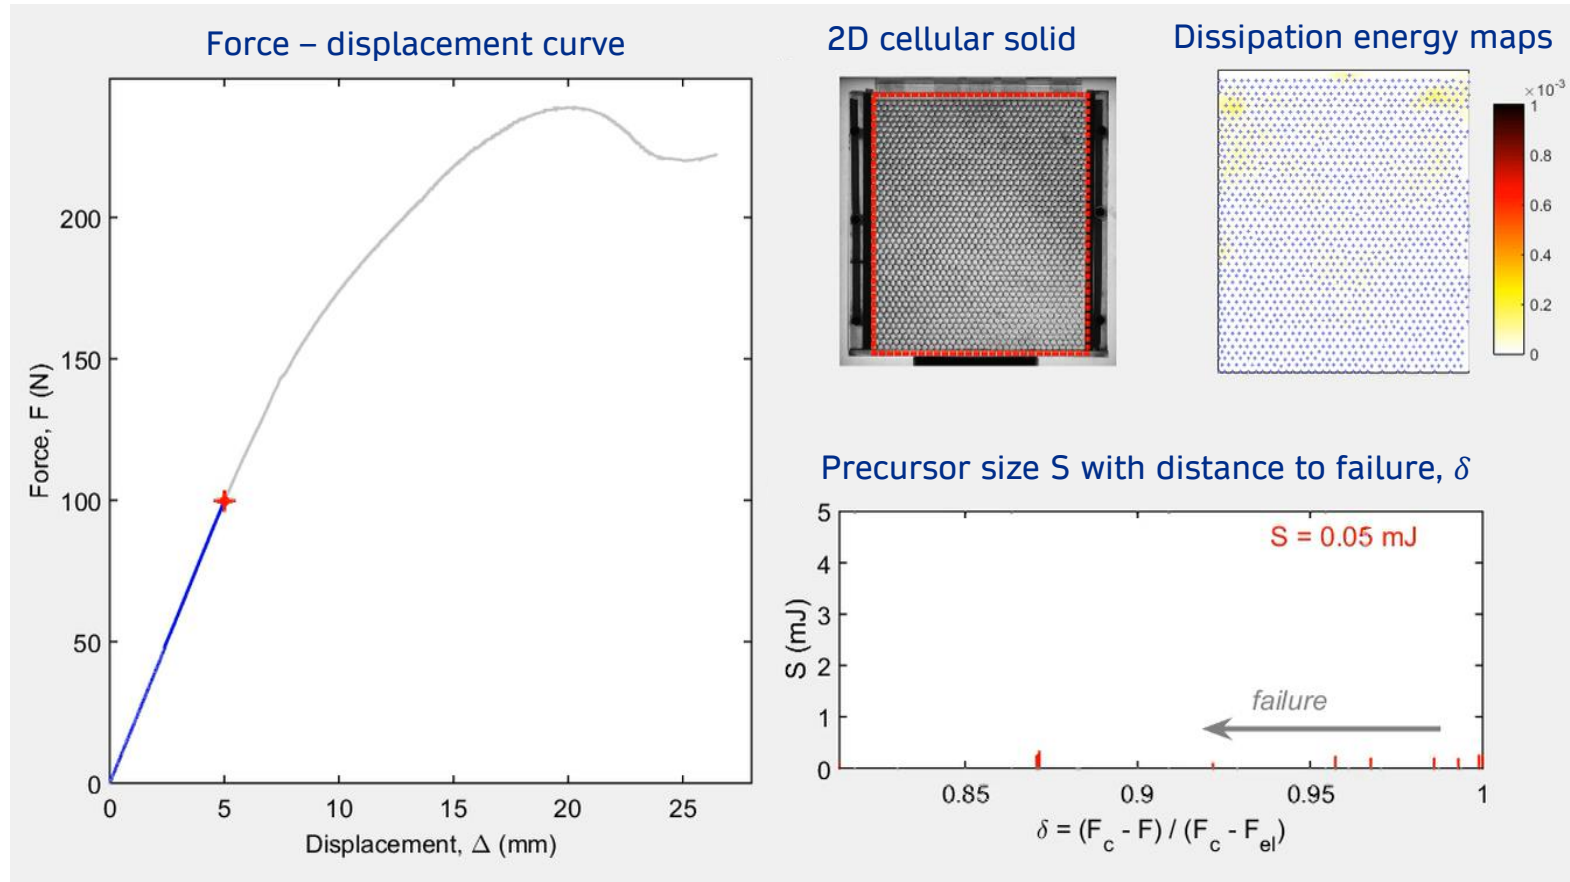 Force – displacement curve
2D cellular solid
Dissipation energy maps
200
150
100
50
0
0 5 10 15 20 25
Force, F (N)
Displacement, Δ (mm)
×10⁻³
1
0.8
0.6
0.4
0.2
0
Precursor size S with distance to failure, δ
S = 0.05 mJ
failure
5
4
3
2
1
0
S (mJ)
0.85 0.9 0.95 1
δ = (F_c - F) / (F_c - F_el)